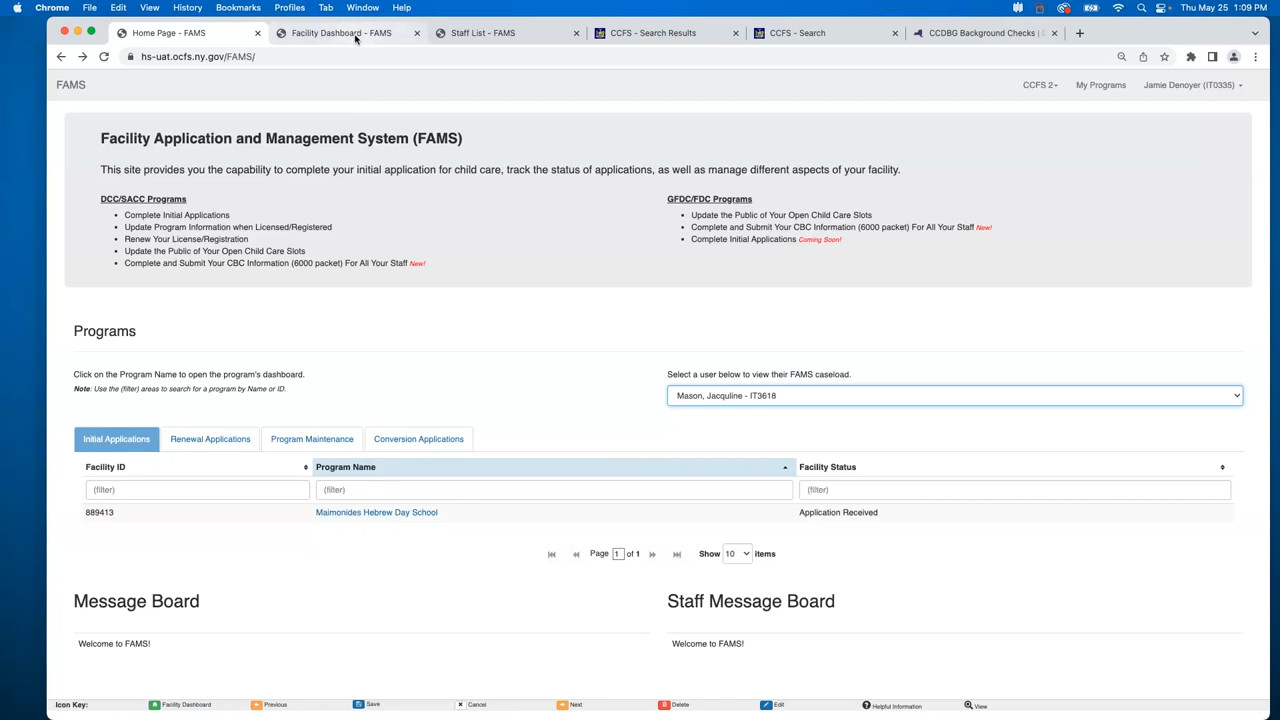 Chrome File Edit View History Bookmarks Profiles Tab Window Help Thu May 25 1:09 PM
Home Page - FAMS Facility Dashboard - FAMS Staff List - FAMS CCFS - Search Results CCFS - Search CCDBG Background Checks |
hs-uat.ocfs.ny.gov/FAMS/
FAMS CCFS 2 My Programs Jamie Denoyer (IT0335)
Facility Application and Management System (FAMS)
This site provides you the capability to complete your initial application for child care, track the status of applications, as well as manage different aspects of your facility.
DCC/SACC Programs
Complete Initial Applications
Update Program Information when Licensed/Registered
Renew Your License/Registration
Update the Public of Your Open Child Care Slots
Complete and Submit Your CBC Information (6000 packet) For All Your Staff New!
GFDC/FDC Programs
Update the Public of Your Open Child Care Slots
Complete and Submit Your CBC Information (6000 packet) For All Your Staff New!
Complete Initial Applications Coming Soon!
Programs
Click on the Program Name to open the program's dashboard.
Note: Use the (filter) areas to search for a program by Name or ID.
Select a user below to view their FAMS caseload.
Mason, Jacquline - IT3618
Initial Applications Renewal Applications Program Maintenance Conversion Applications
Facility ID Program Name Facility Status
(filter) (filter) (filter)
889413 Maimonides Hebrew Day School Application Received
Page 1 of 1 Show 10 items
Message Board Staff Message Board
Welcome to FAMS! Welcome to FAMS!
Icon Key: Facility Dashboard Previous Save Cancel Next Delete Edit Helpful Information View